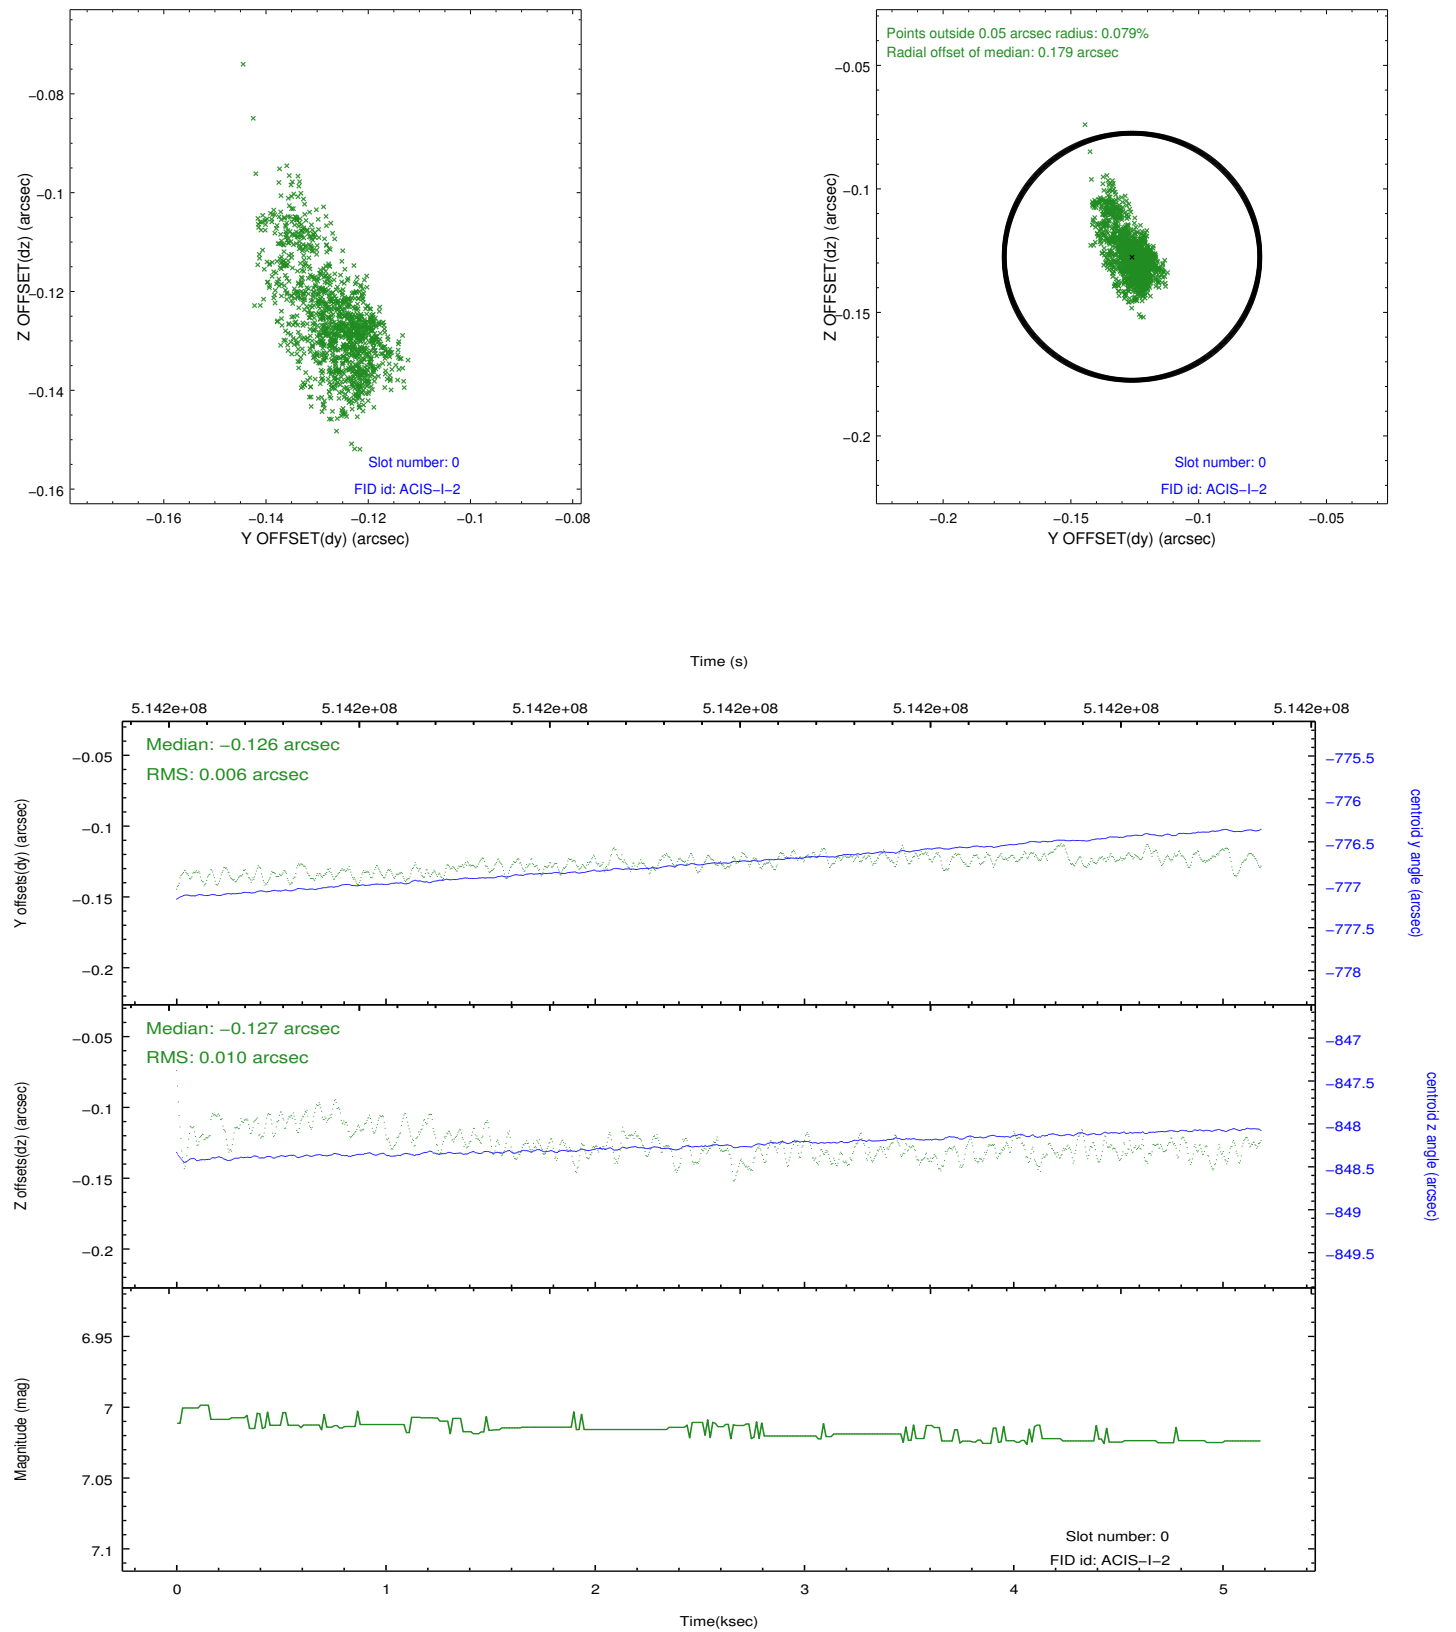 −0.08
−0.1
−0.12
−0.14
−0.16
Z OFFSET(dz) (arcsec)
Slot number: 0
FID id: ACIS−I−2
−0.16
−0.14
−0.12
−0.1
−0.08
Y OFFSET(dy) (arcsec)
Points outside 0.05 arcsec radius: 0.079%
Radial offset of median: 0.179 arcsec
−0.05
−0.1
−0.15
−0.2
Z OFFSET(dz) (arcsec)
Slot number: 0
FID id: ACIS−I−2
−0.2
−0.15
−0.1
−0.05
Y OFFSET(dy) (arcsec)
Time (s)
5.142e+08
5.142e+08
5.142e+08
5.142e+08
5.142e+08
5.142e+08
5.142e+08
Median: −0.126 arcsec
RMS: 0.006 arcsec
−0.05
−0.1
−0.15
−0.2
Y offsets(dy) (arcsec)
−775.5
−776
−776.5
−777
−777.5
−778
centroid y angle (arcsec)
Median: −0.127 arcsec
RMS: 0.010 arcsec
−0.05
−0.1
−0.15
−0.2
Z offsets(dz) (arcsec)
−847
−847.5
−848
−848.5
−849
−849.5
centroid z angle (arcsec)
6.95
7
7.05
7.1
Magnitude (mag)
Slot number: 0
FID id: ACIS−I−2
0
1
2
3
4
5
Time(ksec)